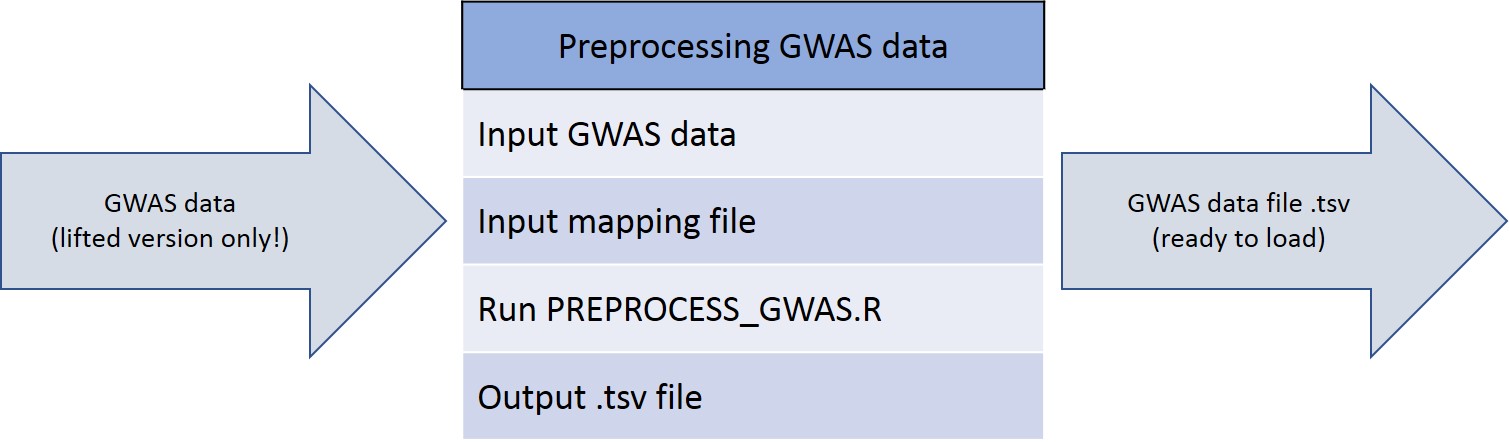 GWAS data
(lifted version only!)
Preprocessing GWAS data
Input GWAS data
Input mapping file
Run PREPROCESS_GWAS.R
Output .tsv file
GWAS data file .tsv
(ready to load)